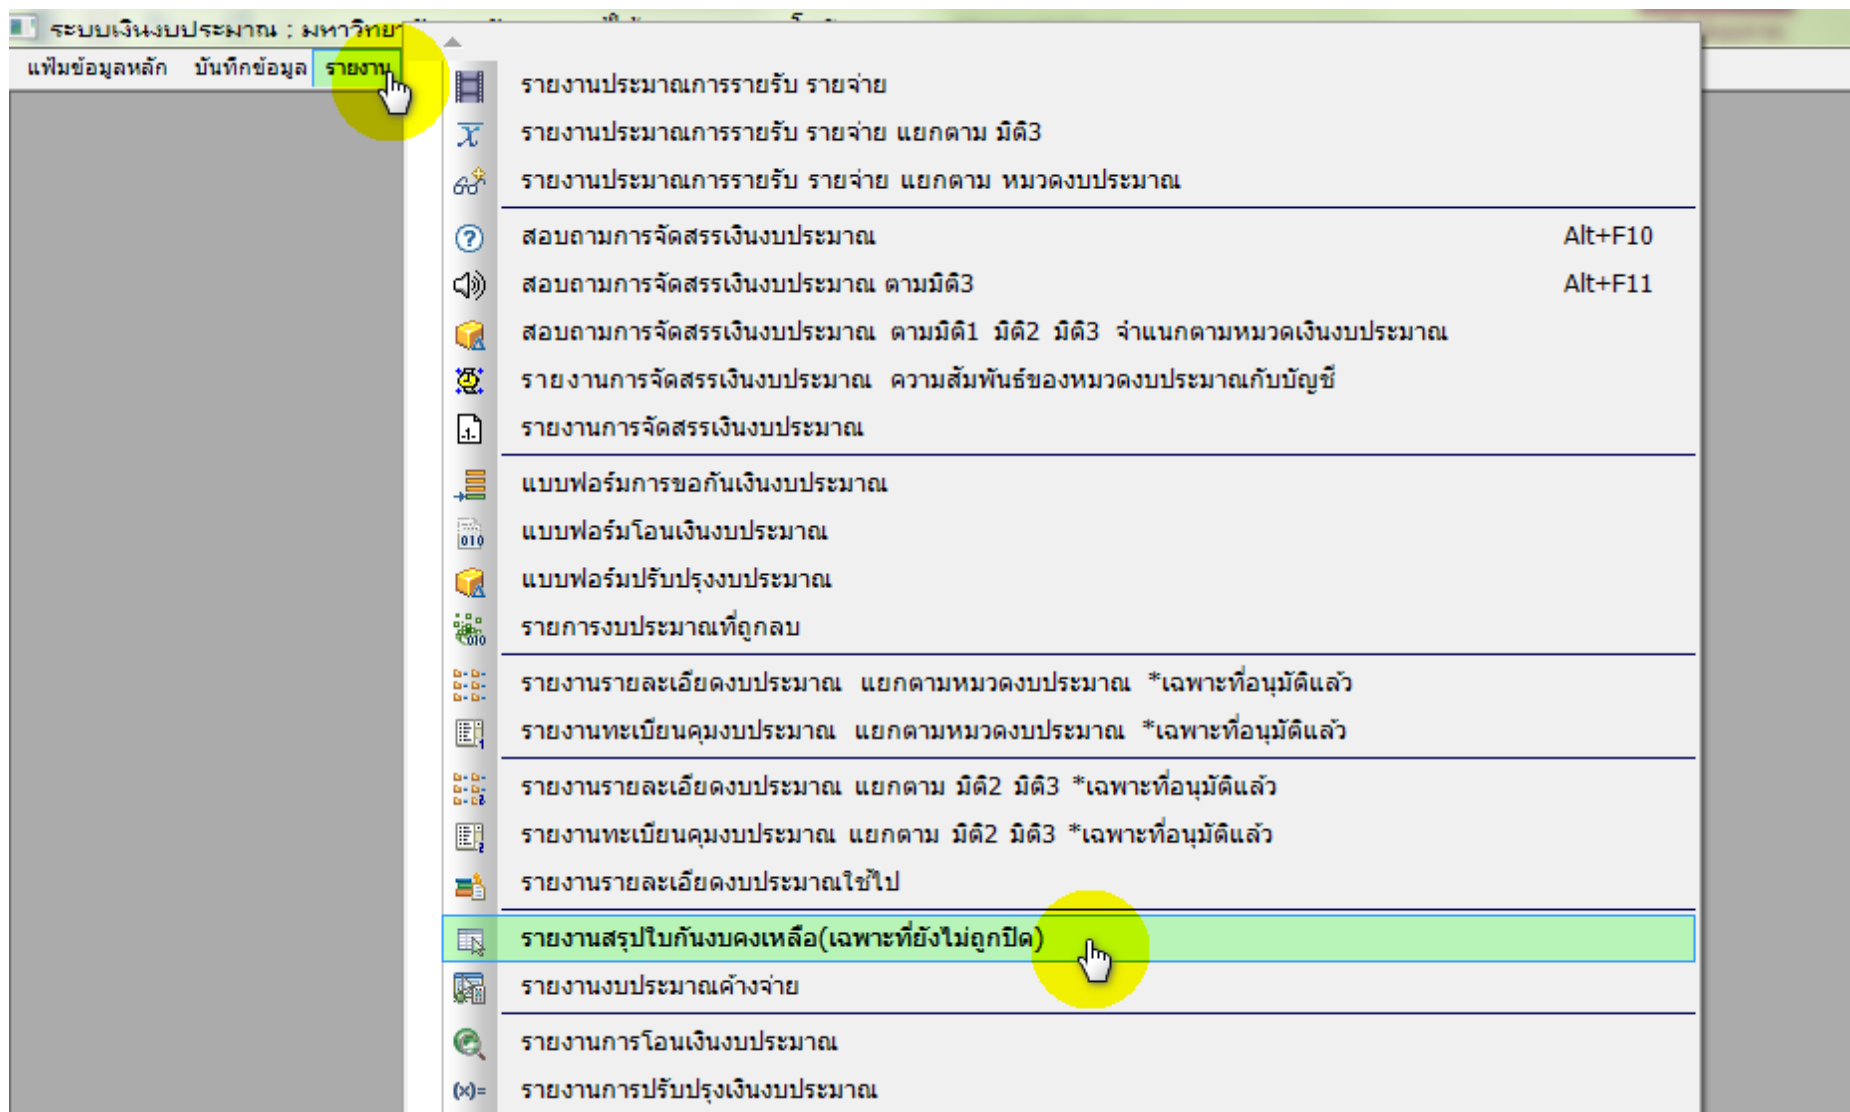 ระบบเงินงบประมาณ : มหาวิทยา
แฟ้มข้อมูลหลัก บันทึกข้อมูล รายงาน
รายงานประมาณการรายรับ รายจ่าย
รายงานประมาณการรายรับ รายจ่าย แยกตาม มิติ3
รายงานประมาณการรายรับ รายจ่าย แยกตาม หมวดงบประมาณ
สอบถามการจัดสรรเงินงบประมาณ Alt+F10
สอบถามการจัดสรรเงินงบประมาณ ตามมิติ3 Alt+F11
สอบถามการจัดสรรเงินงบประมาณ ตามมิติ1 มิติ2 มิติ3 จำแนกตามหมวดเงินงบประมาณ
รายงานการจัดสรรเงินงบประมาณ ความสัมพันธ์ของหมวดงบประมาณกับบัญชี
รายงานการจัดสรรเงินงบประมาณ
แบบฟอร์มการขอกันเงินงบประมาณ
แบบฟอร์มโอนเงินงบประมาณ
แบบฟอร์มปรับปรุงงบประมาณ
รายการงบประมาณที่ถูกลบ
รายงานรายละเอียดงบประมาณ แยกตามหมวดงบประมาณ *เฉพาะที่อนุมัติแล้ว
รายงานทะเบียนคุมงบประมาณ แยกตามหมวดงบประมาณ *เฉพาะที่อนุมัติแล้ว
รายงานรายละเอียดงบประมาณ แยกตาม มิติ2 มิติ3 *เฉพาะที่อนุมัติแล้ว
รายงานทะเบียนคุมงบประมาณ แยกตาม มิติ2 มิติ3 *เฉพาะที่อนุมัติแล้ว
รายงานรายละเอียดงบประมาณใช้ไป
รายงานสรุปใบกันงบคงเหลือ(เฉพาะที่ยังไม่ถูกปิด)
รายงานงบประมาณค้างจ่าย
รายงานการโอนเงินงบประมาณ
รายงานการปรับปรุงเงินงบประมาณ